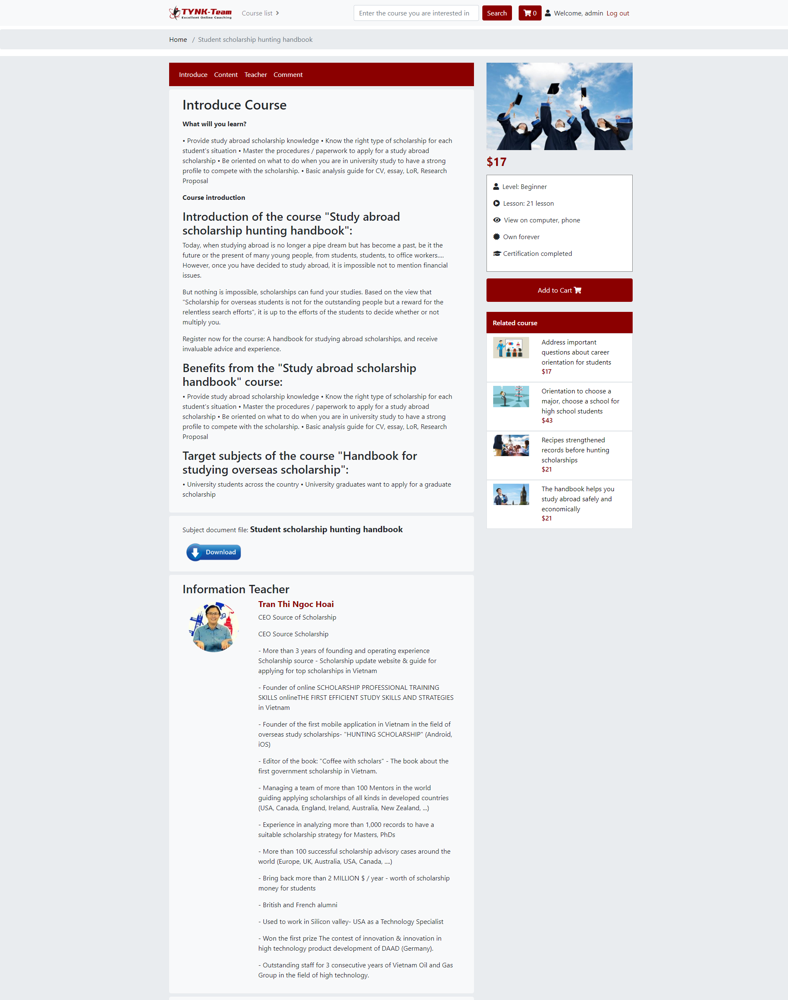 TYNK-Team
Excellent Online Coaching
Course list
Enter the course you are interested in
Search
0
Welcome, admin
Log out
Home / Student scholarship hunting handbook
Introduce
Content
Teacher
Comment
Introduce Course
What will you learn?
• Provide study abroad scholarship knowledge • Know the right type of scholarship for each
student's situation • Master the procedures / paperwork to apply for a study abroad
scholarship • Be oriented on what to do when you are in university study to have a strong
profile to compete with the scholarship. • Basic analysis guide for CV, essay, LoR, Research
Proposal
Course introduction
Introduction of the course "Study abroad
scholarship hunting handbook":
Today, when studying abroad is no longer a pipe dream but has become a past, be it the
future or the present of many young people, from students, students, to office workers....
However, once you have decided to study abroad, it is impossible not to mention financial
issues.
But nothing is impossible, scholarships can fund your studies. Based on the view that
"Scholarship for overseas students is not for the outstanding people but a reward for the
relentless search efforts", it is up to the efforts of the students to decide whether or not
multiply you.
Register now for the course: A handbook for studying abroad scholarships, and receive
invaluable advice and experience.
Benefits from the "Study abroad scholarship
handbook" course:
• Provide study abroad scholarship knowledge • Know the right type of scholarship for each
student's situation • Master the procedures / paperwork to apply for a study abroad
scholarship • Be oriented on what to do when you are in university study to have a strong
profile to compete with the scholarship. • Basic analysis guide for CV, essay, LoR, Research
Proposal
Target subjects of the course "Handbook for
studying overseas scholarship":
• University students across the country • University graduates want to apply for a graduate
scholarship
Subject document file: Student scholarship hunting handbook
Download
Information Teacher
Tran Thi Ngoc Hoai
CEO Source of Scholarship
CEO Source Scholarship
- More than 3 years of founding and operating experience
Scholarship source - Scholarship update website & guide for
applying for top scholarships in Vietnam
- Founder of online SCHOLARSHIP PROFESSIONAL TRAINING
SKILLS onlineTHE FIRST EFFICIENT STUDY SKILLS AND STRATEGIES
in Vietnam
- Founder of the first mobile application in Vietnam in the field of
overseas study scholarships- "HUNTING SCHOLARSHIP" (Android,
iOS)
- Editor of the book: "Coffee with scholars" - The book about the
first government scholarship in Vietnam.
- Managing a team of more than 100 Mentors in the world
guiding applying scholarships of all kinds in developed countries
(USA, Canada, England, Ireland, Australia, New Zealand, ...)
- Experience in analyzing more than 1,000 records to have a
suitable scholarship strategy for Masters, PhDs
- More than 100 successful scholarship advisory cases around the
world (Europe, UK, Australia, USA, Canada, ....)
- Bring back more than 2 MILLION $ / year - worth of scholarship
money for students
- British and French alumni
- Used to work in Silicon valley- USA as a Technology Specialist
- Won the first prize The contest of innovation & innovation in
high technology product development of DAAD (Germany).
- Outstanding staff for 3 consecutive years of Vietnam Oil and Gas
Group in the field of high technology.
$17
Level: Beginner
Lesson: 21 lesson
View on computer, phone
Own forever
Certification completed
Add to Cart
Related course
Address important
questions about career
orientation for students
$17
Orientation to choose a
major, choose a school for
high school students
$43
Recipes strengthened
records before hunting
scholarships
$21
The handbook helps you
study abroad safely and
economically
$21